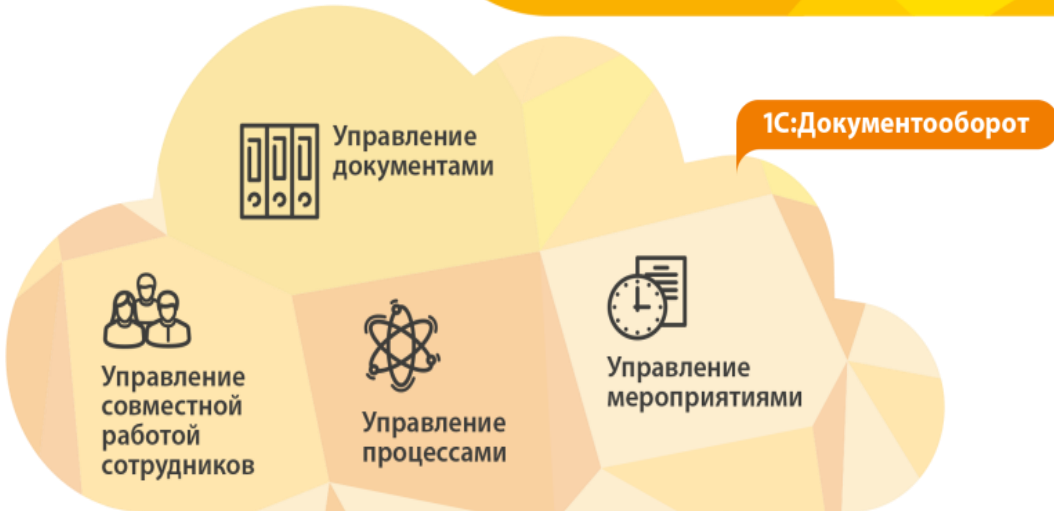 1С:Документооборот
Управление
документами
Управление
совместной
работой
сотрудников
Управление
процессами
Управление
мероприятиями